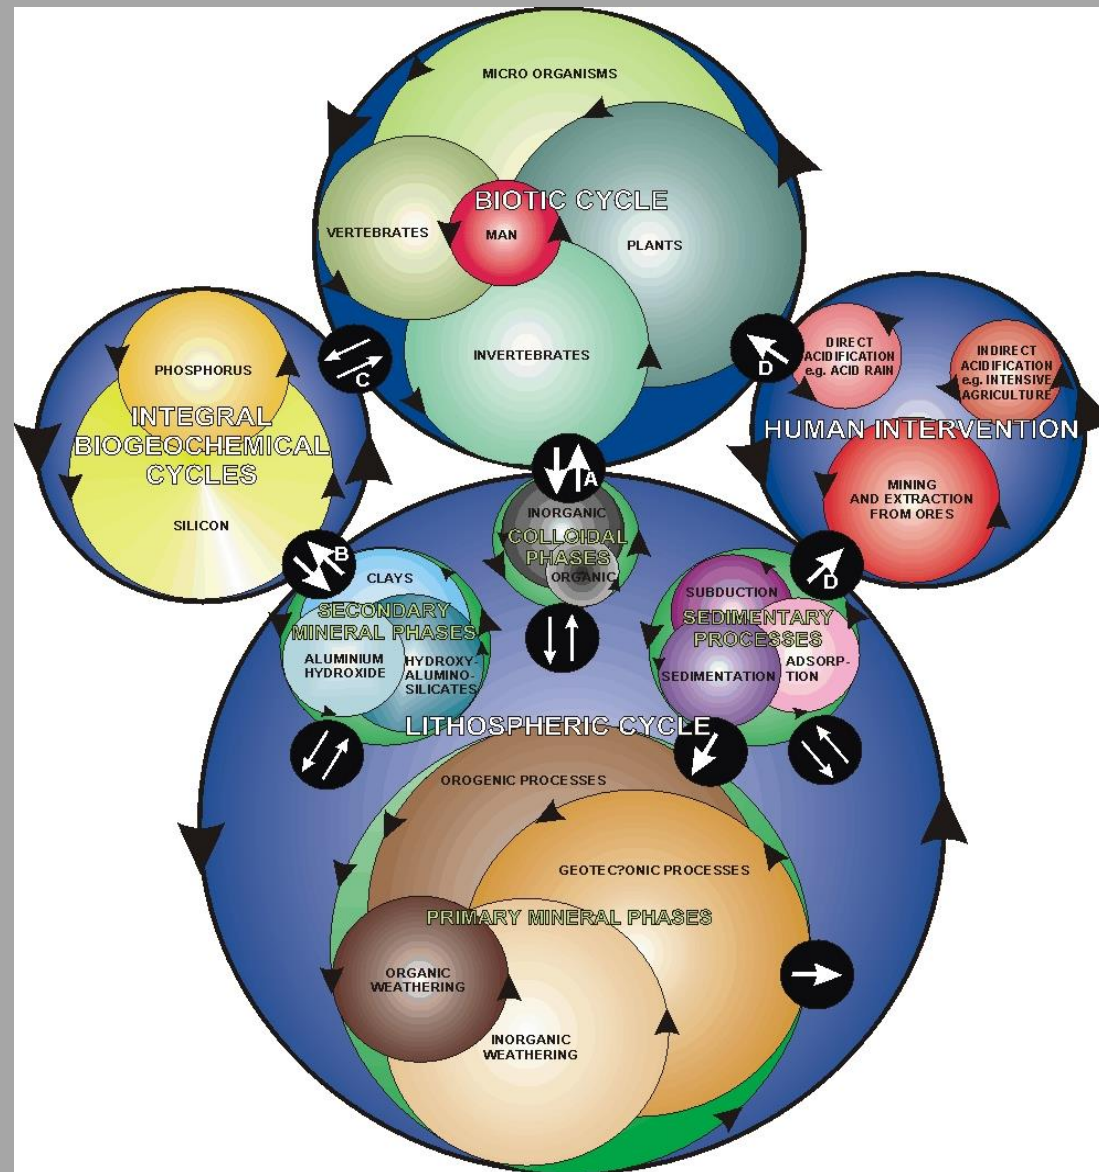 MICRO ORGANISMS
BIOTIC CYCLE
VERTEBRATES
MAN
PLANTS
INVERTEBRATES
PHOSPHORUS
INTEGRAL
BIOGEOCHEMICAL
CYCLES
SILICON
C
D
DIRECT
ACIDIFICATION
e.g. ACID RAIN
INDIRECT
ACIDIFICATION
e.g. INTENSIVE
AGRICULTURE
HUMAN INTERVENTION
MINING
AND EXTRACTION
FROM ORES
A
INORGANIC
COLLOIDAL
PHASES
ORGANIC
B
CLAYS
SECONDARY
MINERAL PHASES
ALUMINIUM
HYDROXIDE
HYDROXY-
ALUMINO-
SILICATES
D
SUBDUCTION
SEDIMENTARY
PROCESSES
SEDIMENTATION
ADSORP-
TION
LITHOSPHERIC CYCLE
OROGENIC PROCESSES
GEOTEC?ONIC PROCESSES
PRIMARY MINERAL PHASES
ORGANIC
WEATHERING
INORGANIC
WEATHERING